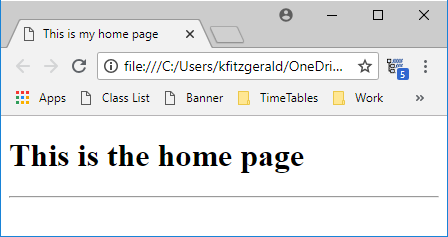 This is my home page
file:///C:/Users/kfitzgerald/OneDri...
5
Apps Class List Banner TimeTables Work
This is the home page